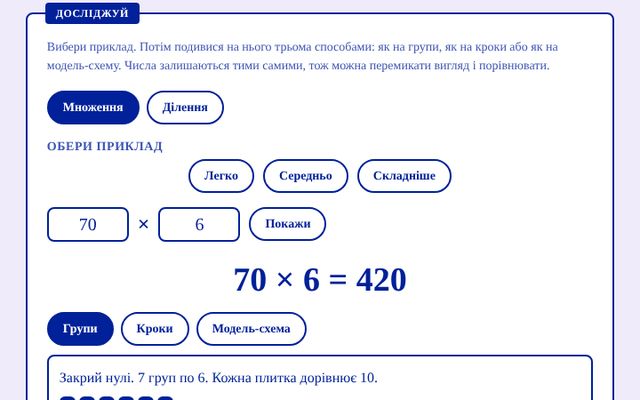 ДОСЛІДЖУЙ
Вибери приклад. Потім подивися на нього трьома способами: як на групи, як на кроки або як на
модель-схему. Числа залишаються тими самими, тож можна перемикати вигляд і порівнювати.
Множення Ділення
ОБЕРИ ПРИКЛАД
Легко Середньо Складніше
70 × 6 Покажи
70 × 6 = 420
Групи Кроки Модель-схема
Закрий нулі. 7 груп по 6. Кожна плитка дорівнює 10.